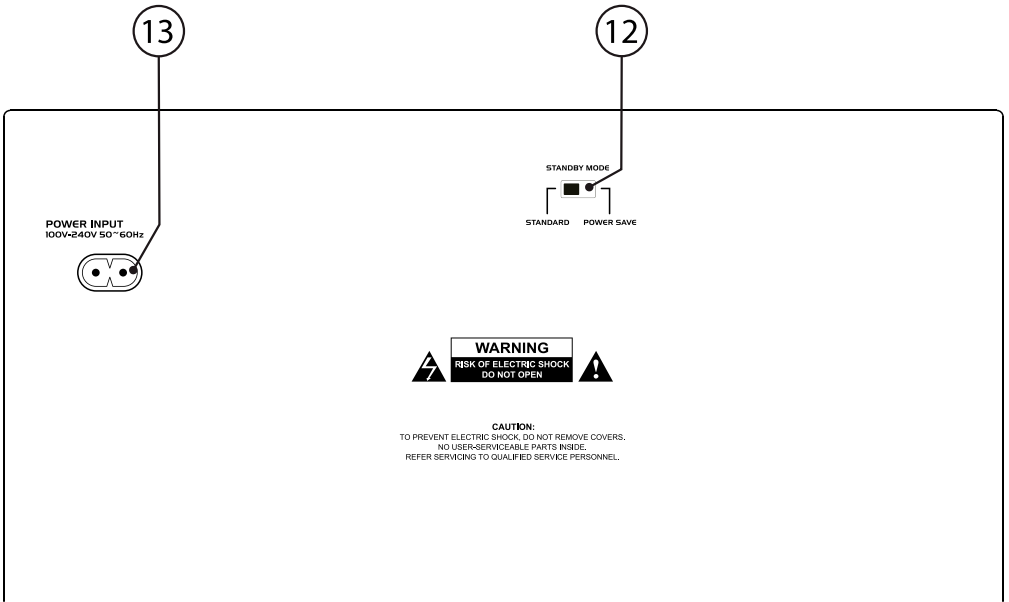 13
12
STANDBY MODE
STANDARD
POWER SAVE
POWER INPUT
100V-240V 50~60Hz
WARNING
RISK OF ELECTRIC SHOCK
DO NOT OPEN
CAUTION:
TO PREVENT ELECTRIC SHOCK, DO NOT REMOVE COVERS.
NO USER-SERVICEABLE PARTS INSIDE.
REFER SERVICING TO QUALIFIED SERVICE PERSONNEL.